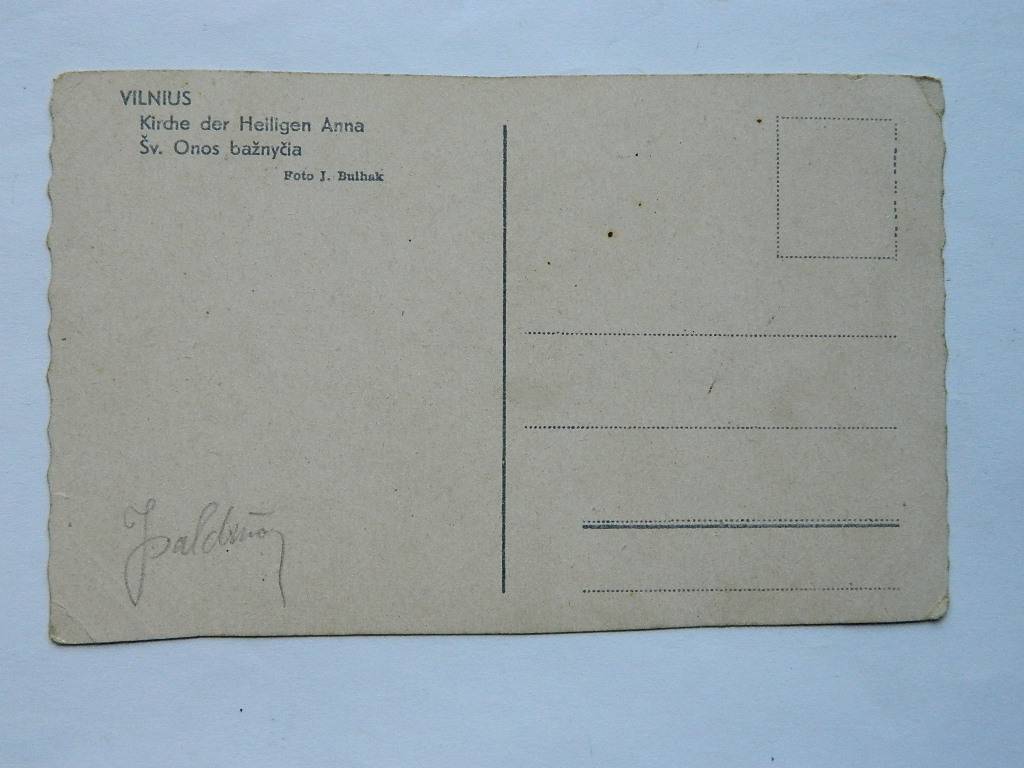 VILNIUS
Kirche der Heiligen Anna
Šv. Onos bažnyčia
Foto J. Bulhak